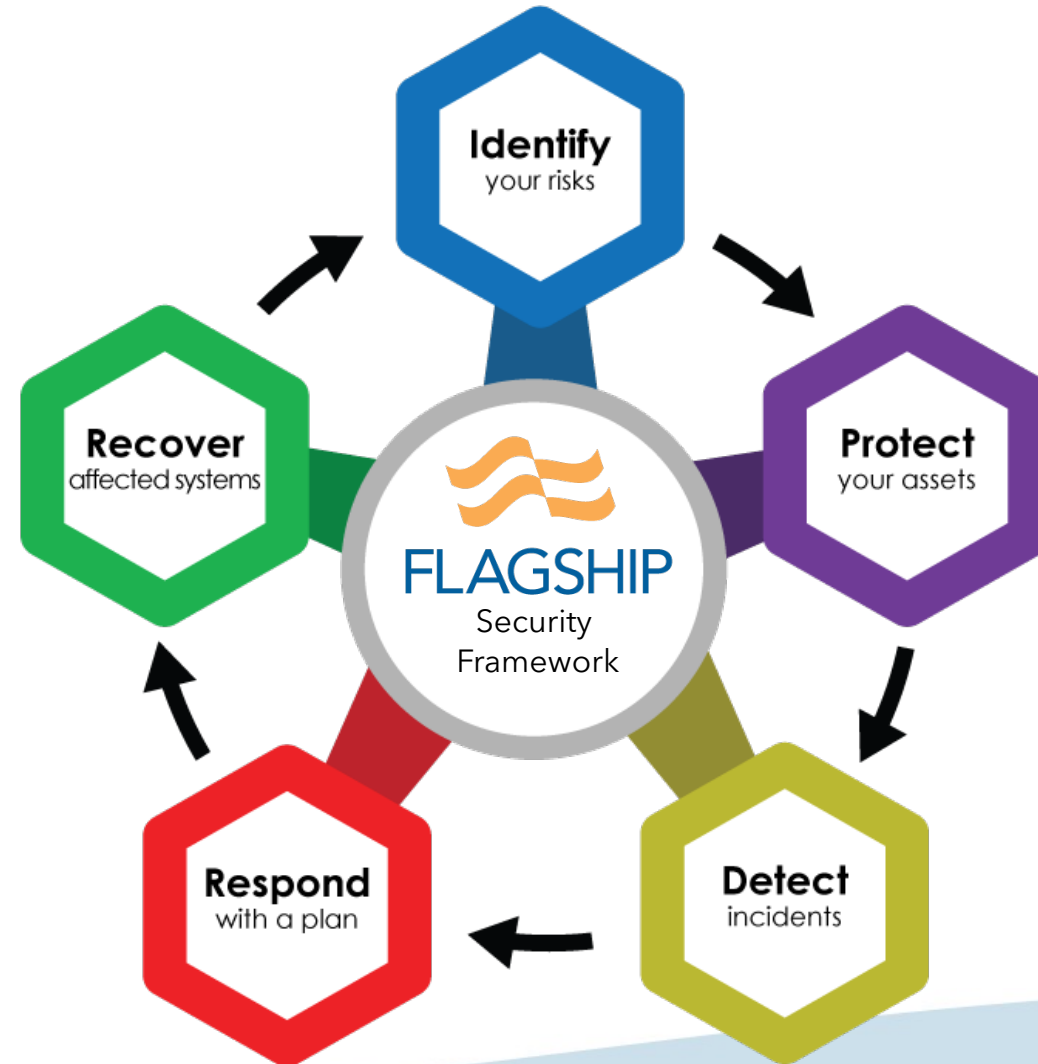 Identify
your risks
Protect
your assets
Detect
incidents
Respond
with a plan
Recover
affected systems
FLAGSHIP
Security
Framework